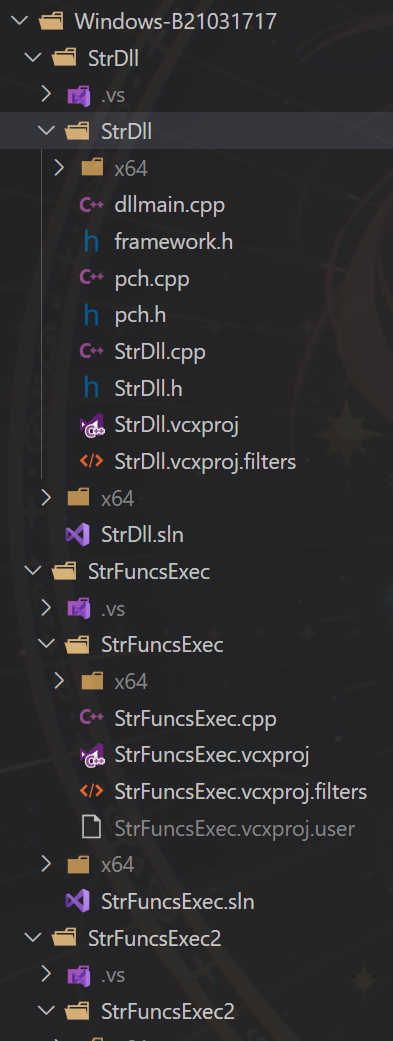 Windows-B21031717
StrDll
.vs
StrDll
x64
dllmain.cpp
framework.h
pch.cpp
pch.h
StrDll.cpp
StrDll.h
StrDll.vcxproj
StrDll.vcxproj.filters
x64
StrDll.sln
StrFuncsExec
.vs
StrFuncsExec
x64
StrFuncsExec.cpp
StrFuncsExec.vcxproj
StrFuncsExec.vcxproj.filters
StrFuncsExec.vcxproj.user
x64
StrFuncsExec.sln
StrFuncsExec2
.vs
StrFuncsExec2